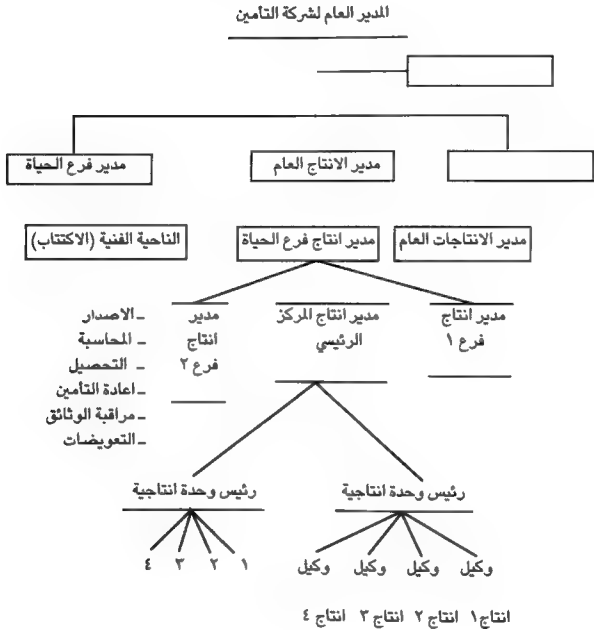 المدير العام لشركة التأمين
مدير الانتاج العام
مدير فرع الحياة
مدير الانتاجات العام
مدير انتاج فرع الحياة
الناحية الفنية (الاكتتاب)
مدير انتاج
فرع ١
مدير انتاج المركز
الرئيسي
مدير
انتاج
فرع ٢
ـ الاصدار
ـ المحاسبة
ـ التحصيل
ـ اعادة التأمين
ـ مراقبة الوثائق
ـ التعويضات
رئيس وحدة انتاجية
رئيس وحدة انتاجية
وكيل وكيل وكيل وكيل
١ ٢ ٣ ٤
انتاج١ انتاج ٢ انتاج ٣ انتاج ٤